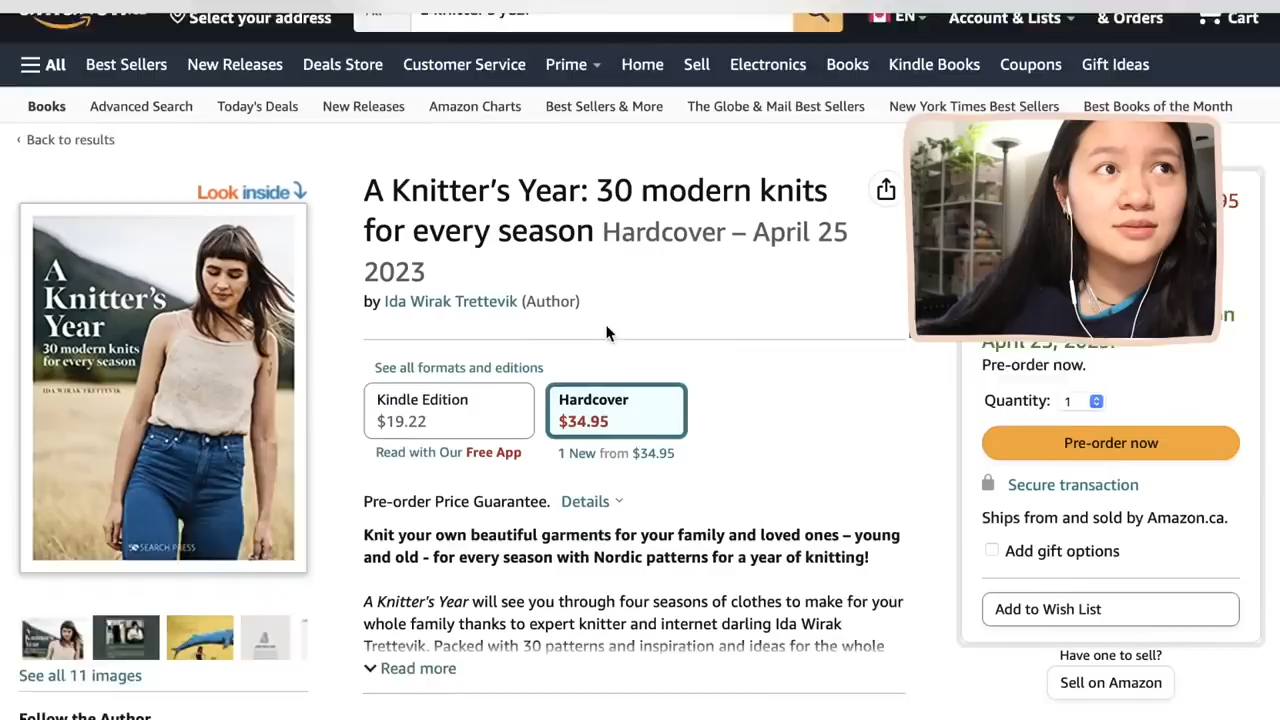 Select your address
EN
Account & Lists
& Orders
Cart
All
Best Sellers
New Releases
Deals Store
Customer Service
Prime
Home
Sell
Electronics
Books
Kindle Books
Coupons
Gift Ideas
Books
Advanced Search
Today's Deals
New Releases
Amazon Charts
Best Sellers & More
The Globe & Mail Best Sellers
New York Times Best Sellers
Best Books of the Month
‹ Back to results
Look inside
A
Knitter's
Year
30 modern knits
for every season
IDA WIRAK TRETTEVIK
SEARCH PRESS
See all 11 images
Follow the Author
A Knitter's Year: 30 modern knits
for every season Hardcover – April 25
2023
by Ida Wirak Trettevik (Author)
See all formats and editions
Kindle Edition
$19.22
Read with Our Free App
Hardcover
$34.95
1 New from $34.95
Pre-order Price Guarantee. Details
Knit your own beautiful garments for your family and loved ones – young
and old - for every season with Nordic patterns for a year of knitting!
A Knitter's Year will see you through four seasons of clothes to make for your
whole family thanks to expert knitter and internet darling Ida Wirak
Trettevik. Packed with 30 patterns and inspiration and ideas for the whole
Read more
95
April 25, 2023.
Pre-order now.
Quantity: 1
Pre-order now
Secure transaction
Ships from and sold by Amazon.ca.
Add gift options
Add to Wish List
Have one to sell?
Sell on Amazon